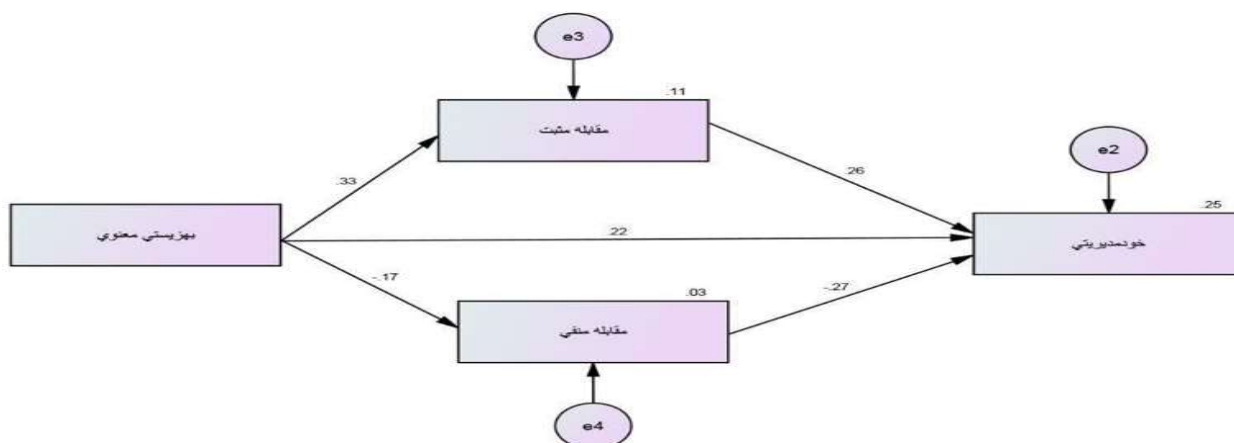 e3
.11
مقابله مثبت
e2
.33
.26
.25
بهزيستي معنوي
.22
خودمديريتي
-.17
-.27
.03
مقابله منفي
e4